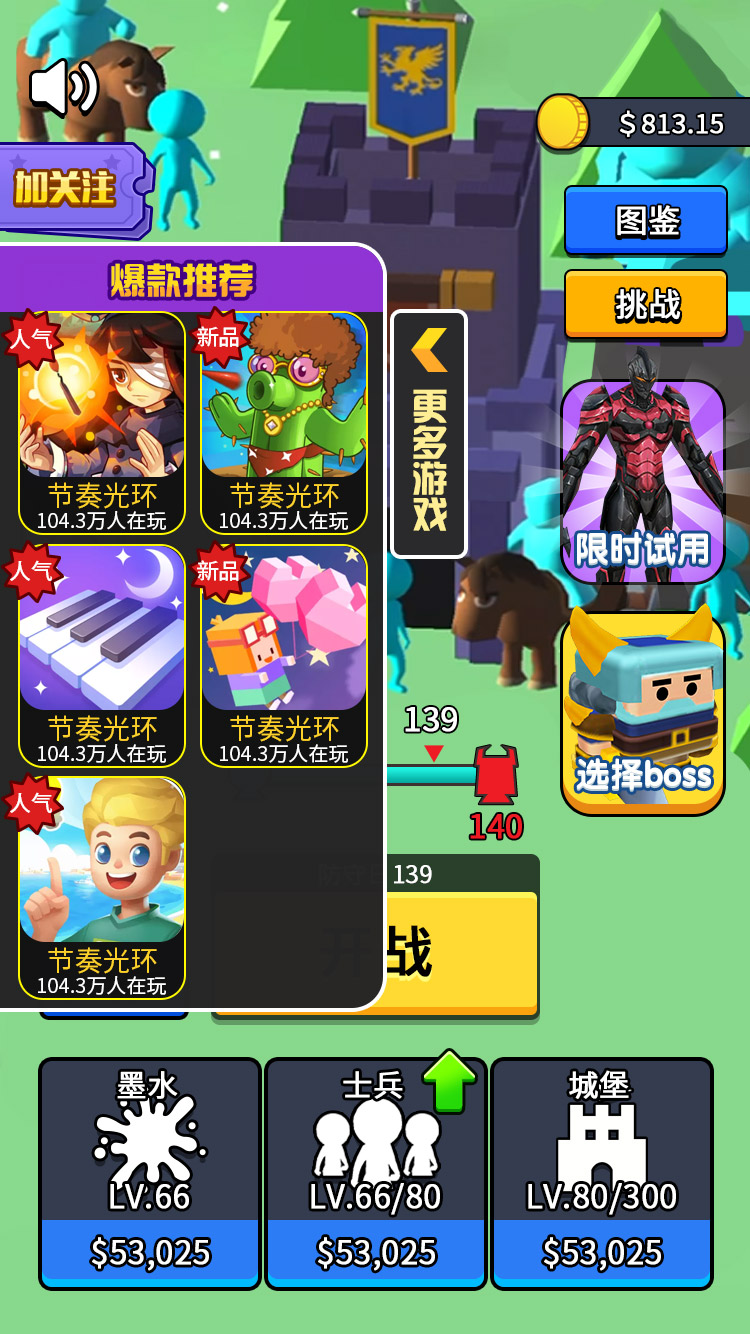 $813.15
加关注
图鉴
爆款推荐
挑战
人气
新品
更多游戏
节奏光环
104.3万人在玩
节奏光环
104.3万人在玩
限时试用
人气
新品
节奏光环
104.3万人在玩
节奏光环
104.3万人在玩
139
选择boss
140
人气
防守日 139
开战
节奏光环
104.3万人在玩
墨水
LV.66
$53,025
士兵
LV.66/80
$53,025
城堡
LV.80/300
$53,025